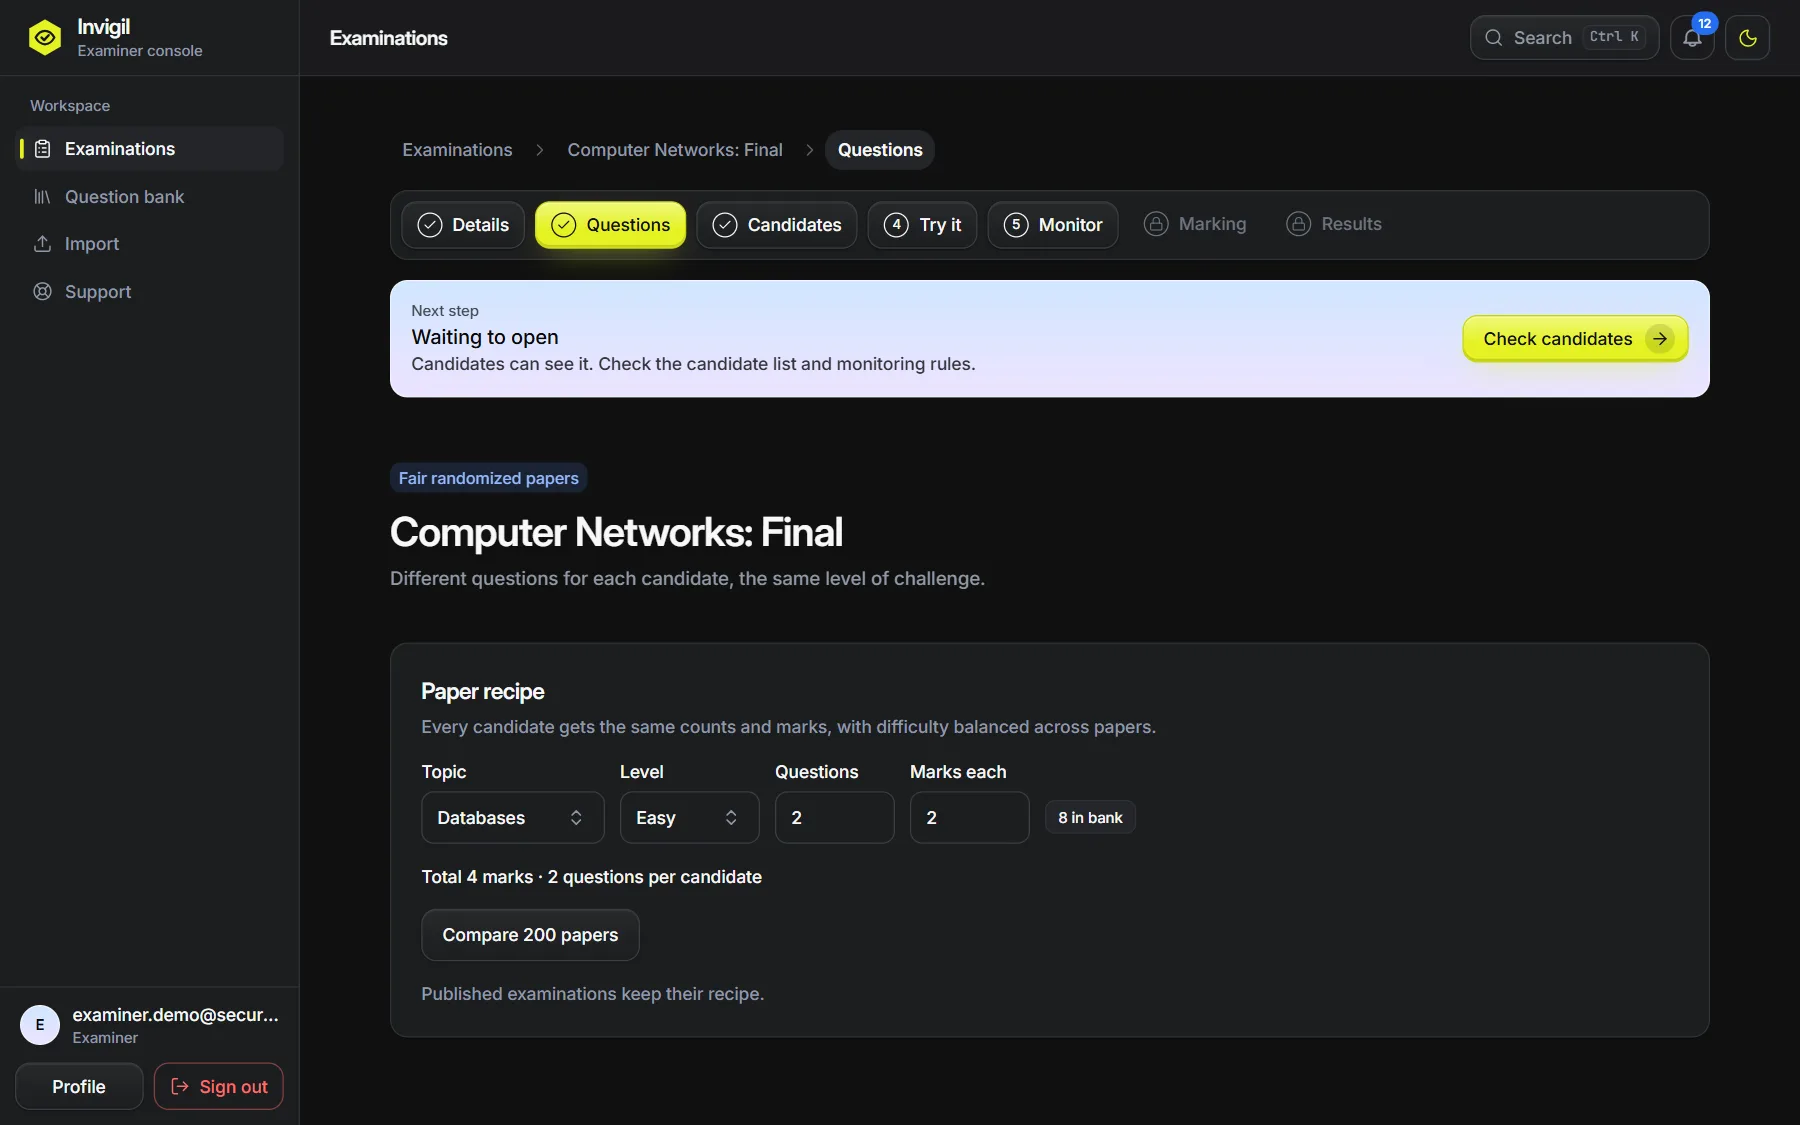 Invigil
Examiner console
Examinations
Search Ctrl K
12
Workspace
Examinations
Question bank
Import
Support
Examinations
Computer Networks: Final
Questions
Details
Questions
Candidates
4 Try it
5 Monitor
Marking
Results
Next step
Waiting to open
Candidates can see it. Check the candidate list and monitoring rules.
Check candidates
Fair randomized papers
Computer Networks: Final
Different questions for each candidate, the same level of challenge.
Paper recipe
Every candidate gets the same counts and marks, with difficulty balanced across papers.
Topic Level Questions Marks each
Databases Easy 2 2 8 in bank
Total 4 marks · 2 questions per candidate
Compare 200 papers
Published examinations keep their recipe.
E
examiner.demo@secur...
Examiner
Profile
Sign out